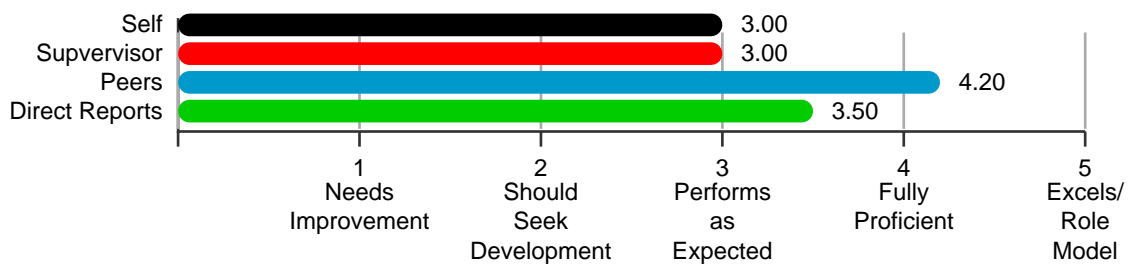 Self 3.00
Supvervisor 3.00
Peers 4.20
Direct Reports 3.50
1 2 3 4 5
Needs Should Performs Fully Excels/
Improvement Seek as Proficient Role
Development Expected Model